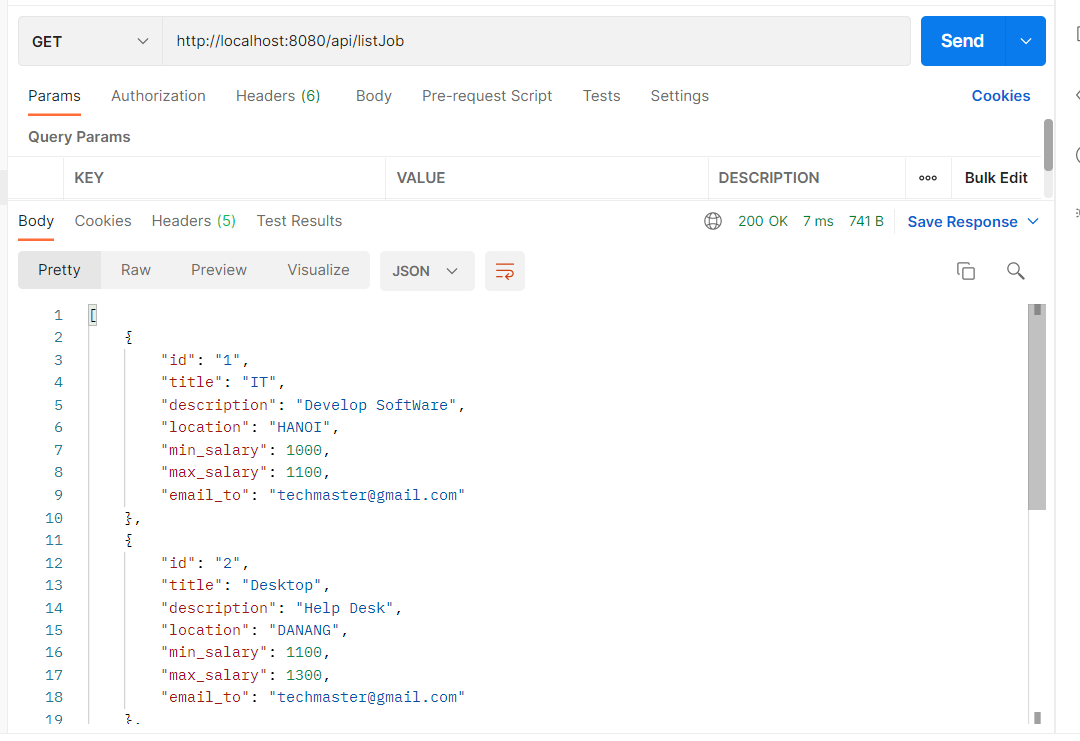 GET http://localhost:8080/api/listJob Send
Params Authorization Headers (6) Body Pre-request Script Tests Settings Cookies
Query Params
KEY VALUE DESCRIPTION ooo Bulk Edit
Body Cookies Headers (5) Test Results 200 OK 7 ms 741 B Save Response
Pretty Raw Preview Visualize JSON
1 [
2 {
3 "id": "1",
4 "title": "IT",
5 "description": "Develop SoftWare",
6 "location": "HANOI",
7 "min_salary": 1000,
8 "max_salary": 1100,
9 "email_to": "techmaster@gmail.com"
10 },
11 {
12 "id": "2",
13 "title": "Desktop",
14 "description": "Help Desk",
15 "location": "DANANG",
16 "min_salary": 1100,
17 "max_salary": 1300,
18 "email_to": "techmaster@gmail.com"
19 },